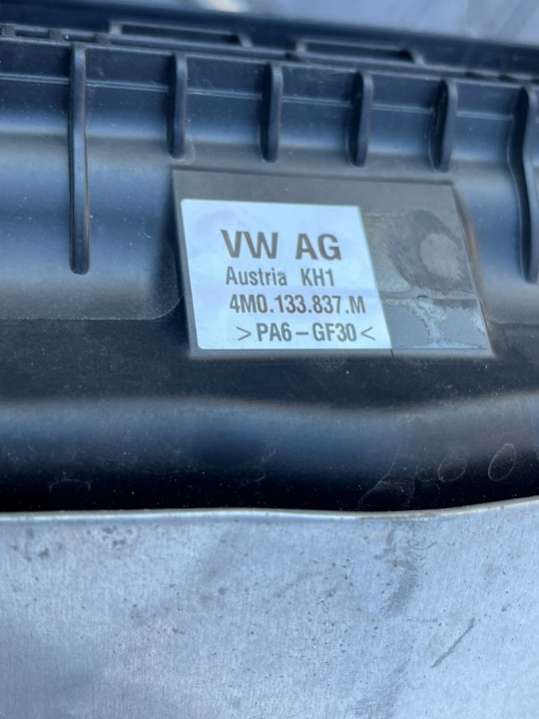 VW AG
Austria KH1
4M0.133.837.M
>PA6-GF30<